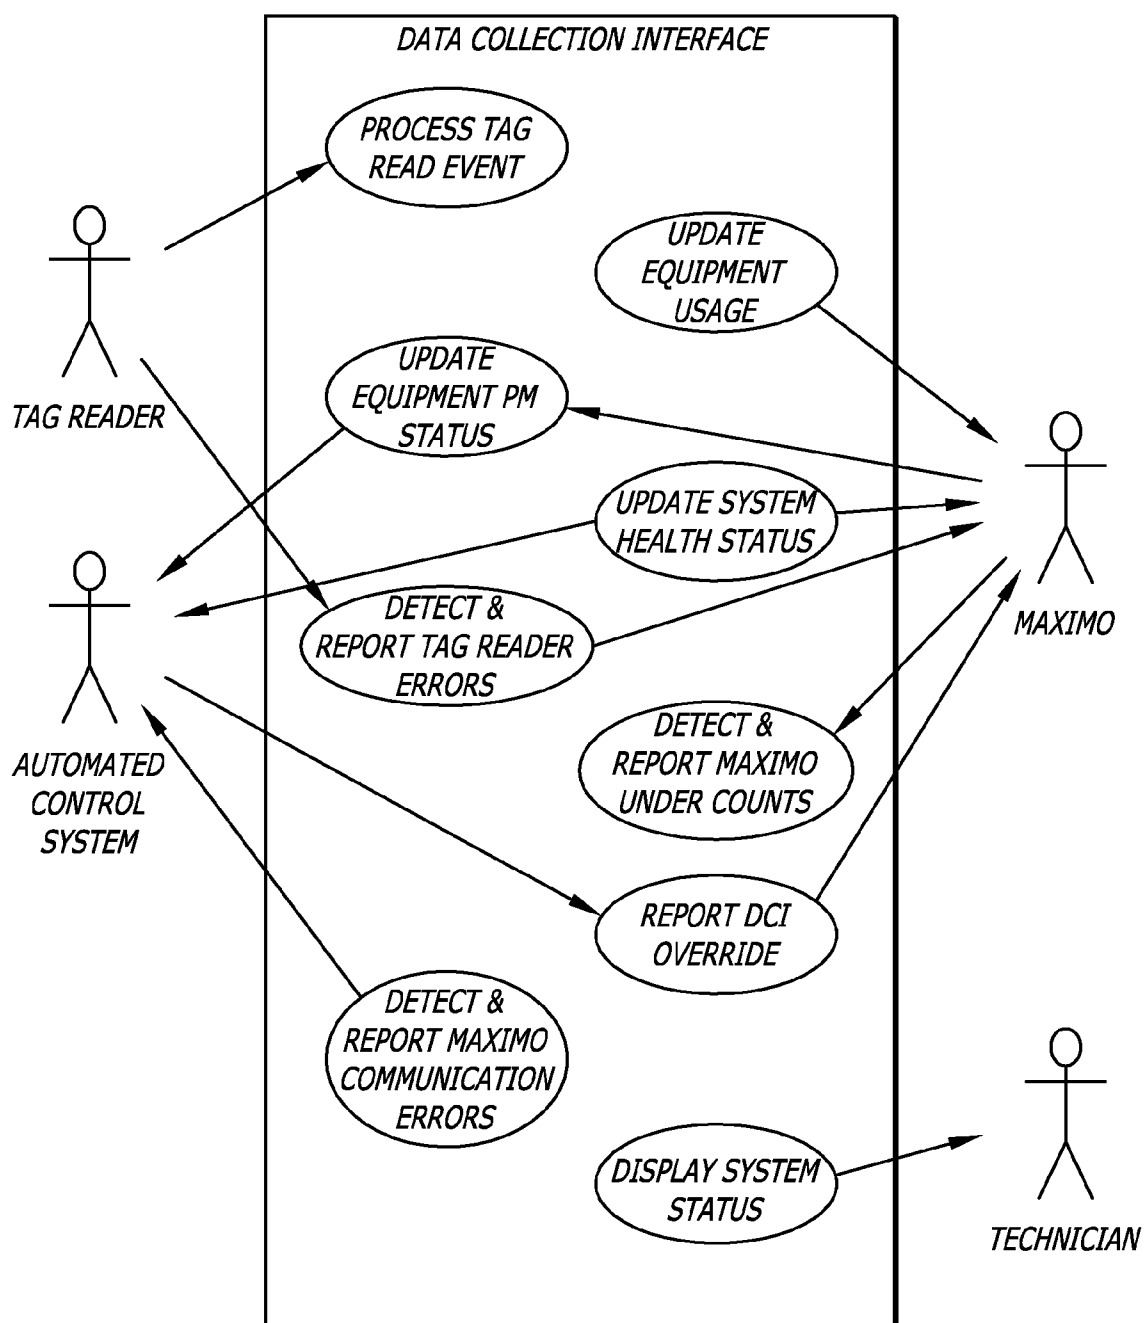 DATA COLLECTION INTERFACE
PROCESS TAG
READ EVENT
UPDATE
EQUIPMENT
USAGE
UPDATE
EQUIPMENT PM
STATUS
TAG READER
UPDATE SYSTEM
HEALTH STATUS
DETECT &
REPORT TAG READER
ERRORS
MAXIMO
DETECT &
REPORT MAXIMO
UNDER COUNTS
AUTOMATED
CONTROL
SYSTEM
REPORT DCI
OVERRIDE
DETECT &
REPORT MAXIMO
COMMUNICATION
ERRORS
DISPLAY SYSTEM
STATUS
TECHNICIAN